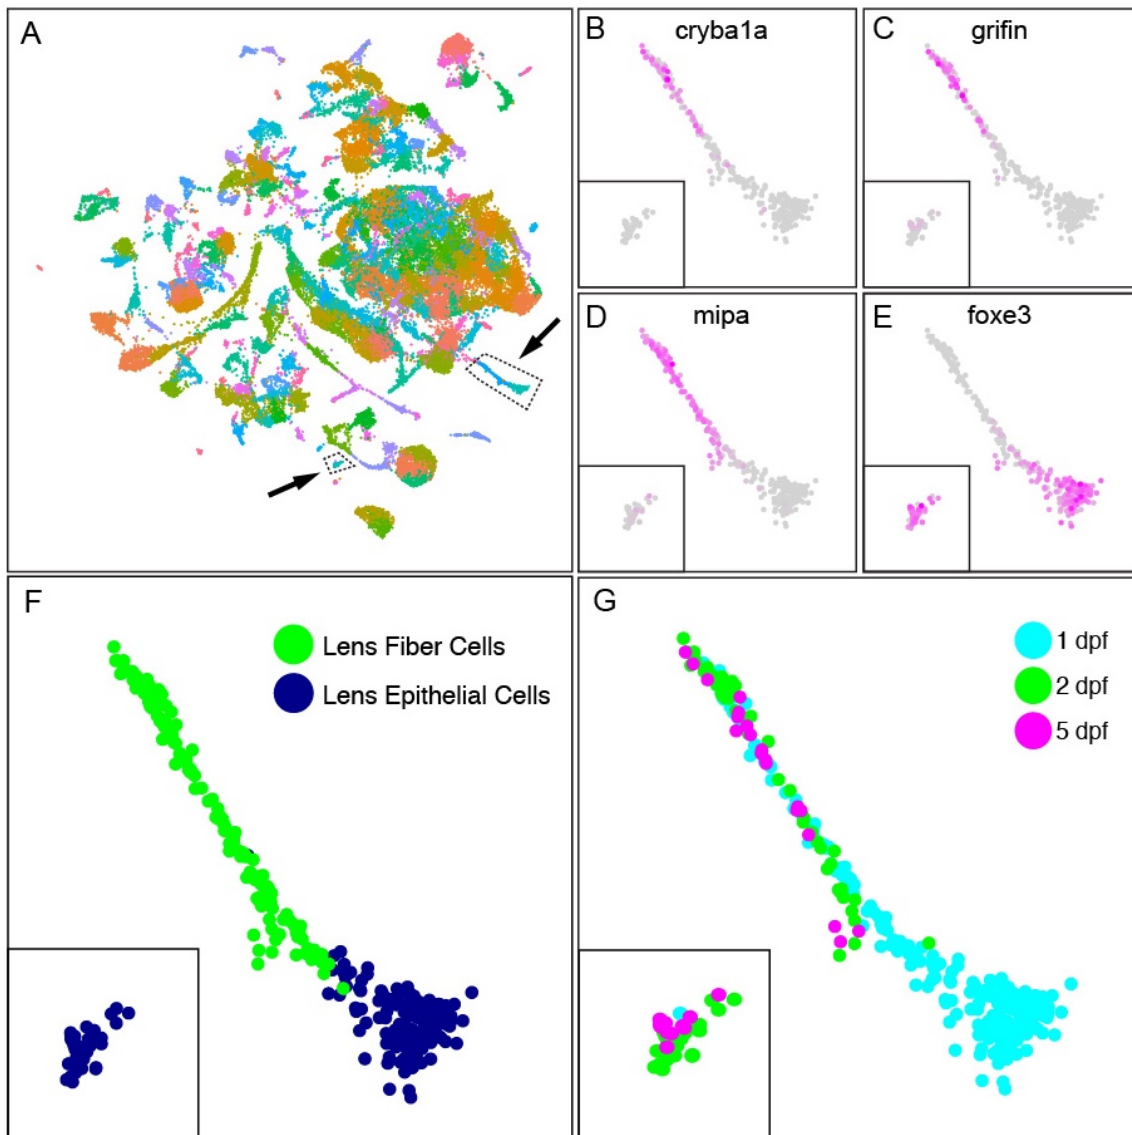 A
B
cryba1a
C
grifin
D
mipa
E
foxe3
F
Lens Fiber Cells
Lens Epithelial Cells
G
1 dpf
2 dpf
5 dpf